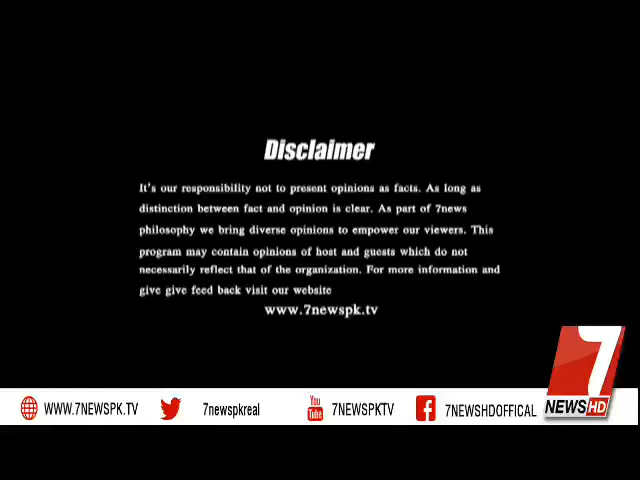 Disclaimer
It's our responsibility not to present opinions as facts. As long as
distinction between fact and opinion is clear. As part of 7news
philosophy we bring diverse opinions to empower our viewers. This
program may contain opinions of host and guests which do not
necessarily reflect that of the organization. For more information and
give give feed back visit our website
www.7newspk.tv
7
NEWS HD
WWW.7NEWSPK.TV 7newspkreal You Tube 7NEWSPKTV 7NEWSHDOFFICAL